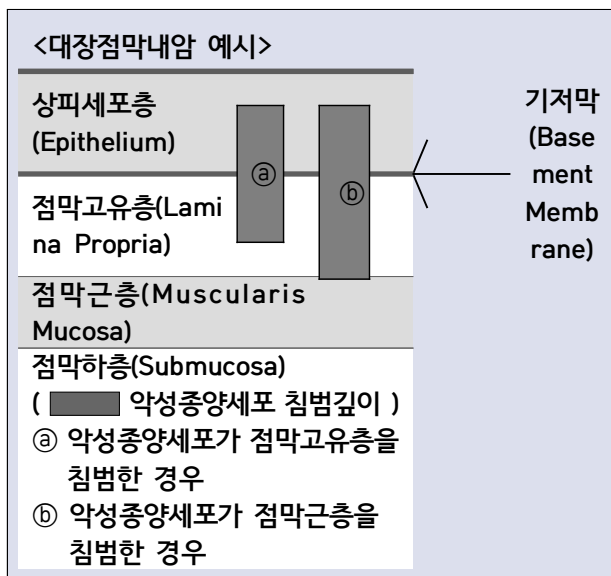 <대장점막내암 예시>
상피세포층
(Epithelium)
ⓐ
ⓑ
점막고유층(Lami
na Propria)
점막근층(Muscularis
Mucosa)
점막하층(Submucosa)
( 악성종양세포 침범깊이 )
ⓐ 악성종양세포가 점막고유층을
침범한 경우
ⓑ 악성종양세포가 점막근층을
침범한 경우
기저막
(Base
ment
Memb
rane)